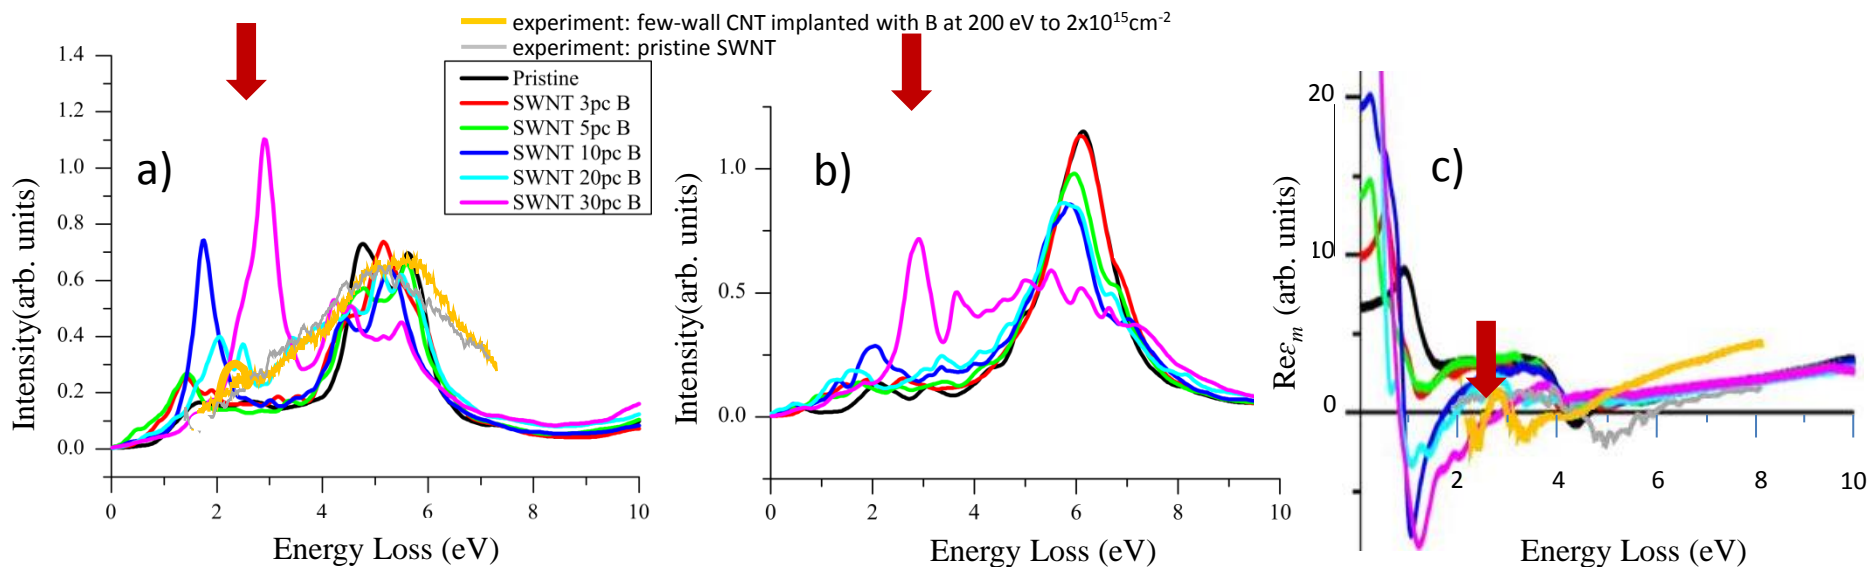 experiment: few-wall CNT implanted with B at 200 eV to 2x10¹⁵cm⁻²
experiment: pristine SWNT
Pristine
SWNT 3pc B
SWNT 5pc B
SWNT 10pc B
SWNT 20pc B
SWNT 30pc B
a)
Intensity(arb. units)
1.4
1.2
1.0
0.8
0.6
0.4
0.2
0.0
0 2 4 6 8 10
Energy Loss (eV)
b)
Intensity(arb. units)
1.0
0.5
0.0
0 2 4 6 8 10
Energy Loss (eV)
c)
Reεm (arb. units)
20
10
0
2 4 6 8 10
Energy Loss (eV)